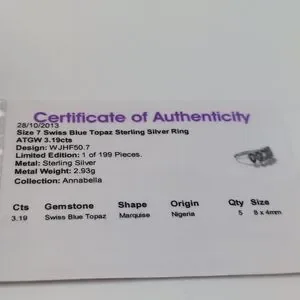 Certificate of Authenticity
28/10/2013
Size 7 Swiss Blue Topaz Sterling Silver Ring
ATGW 3.19cts
Design: WJHF50.7
Limited Edition: 1 of 199 Pieces.
Metal: Sterling Silver
Metal Weight: 2.93g
Collection: Annabella
Cts Gemstone Shape Origin Qty Size
3.19 Swiss Blue Topaz Marquise Nigeria 5 8 x 4mm